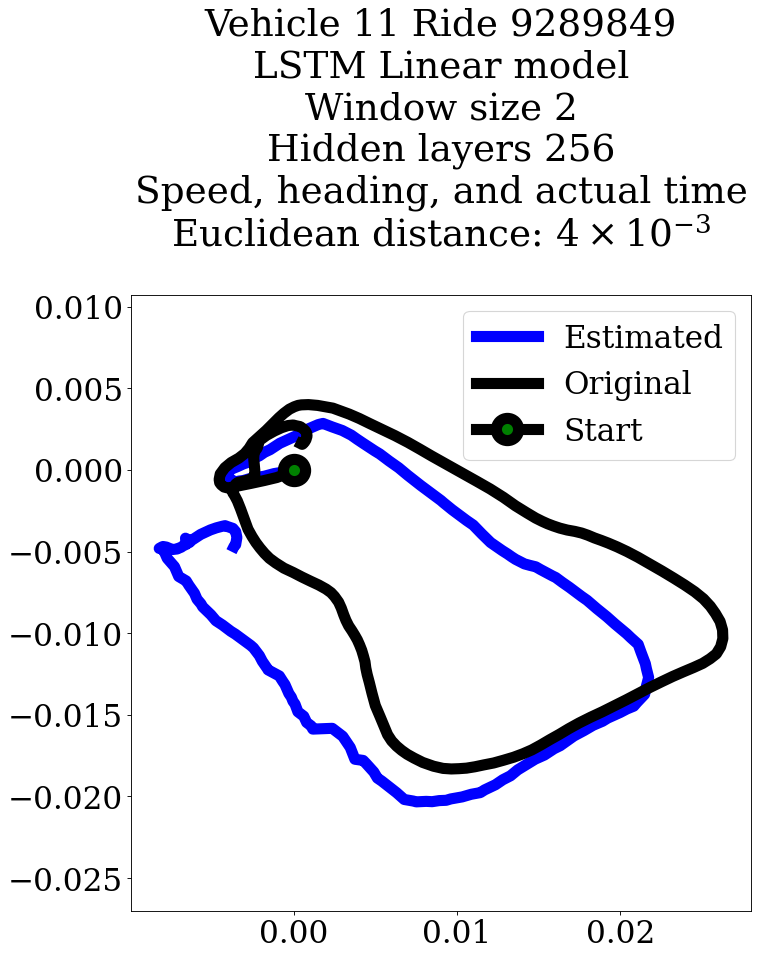 Vehicle 11 Ride 9289849
LSTM Linear model
Window size 2
Hidden layers 256
Speed, heading, and actual time
Euclidean distance: 4 × 10⁻³
Estimated
Original
Start
0.010
0.005
0.000
−0.005
−0.010
−0.015
−0.020
−0.025
0.00 0.01 0.02